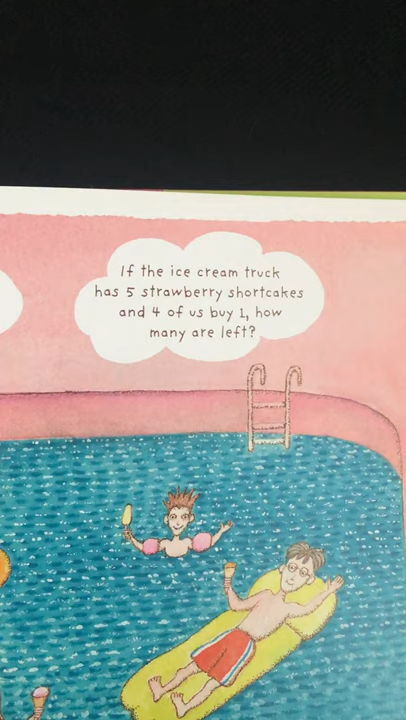 If the ice cream truck
has 5 strawberry shortcakes
and 4 of us buy 1, how
many are left?